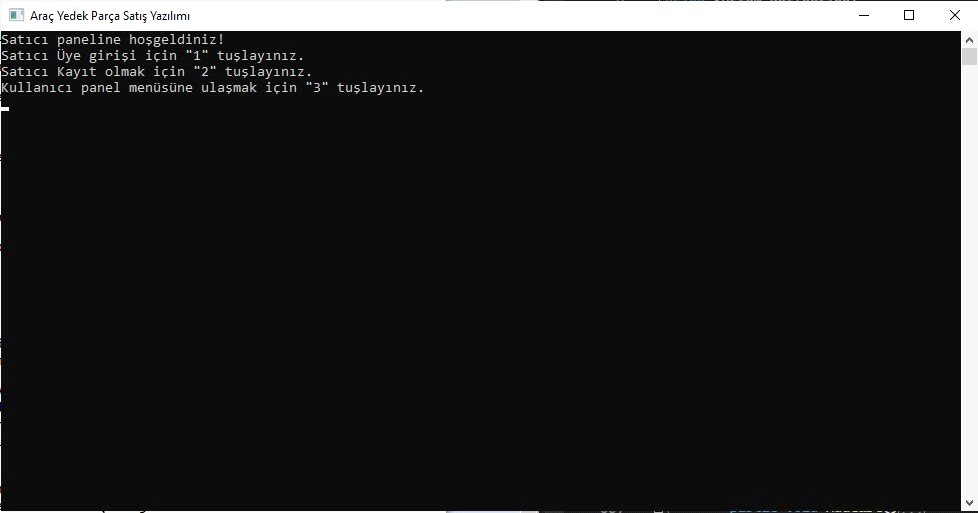 Araç Yedek Parça Satış Yazılımı
Satıcı paneline hoşgeldiniz!
Satıcı Üye girişi için "1" tuşlayınız.
Satıcı Kayıt olmak için "2" tuşlayınız.
Kullanıcı panel menüsüne ulaşmak için "3" tuşlayınız.